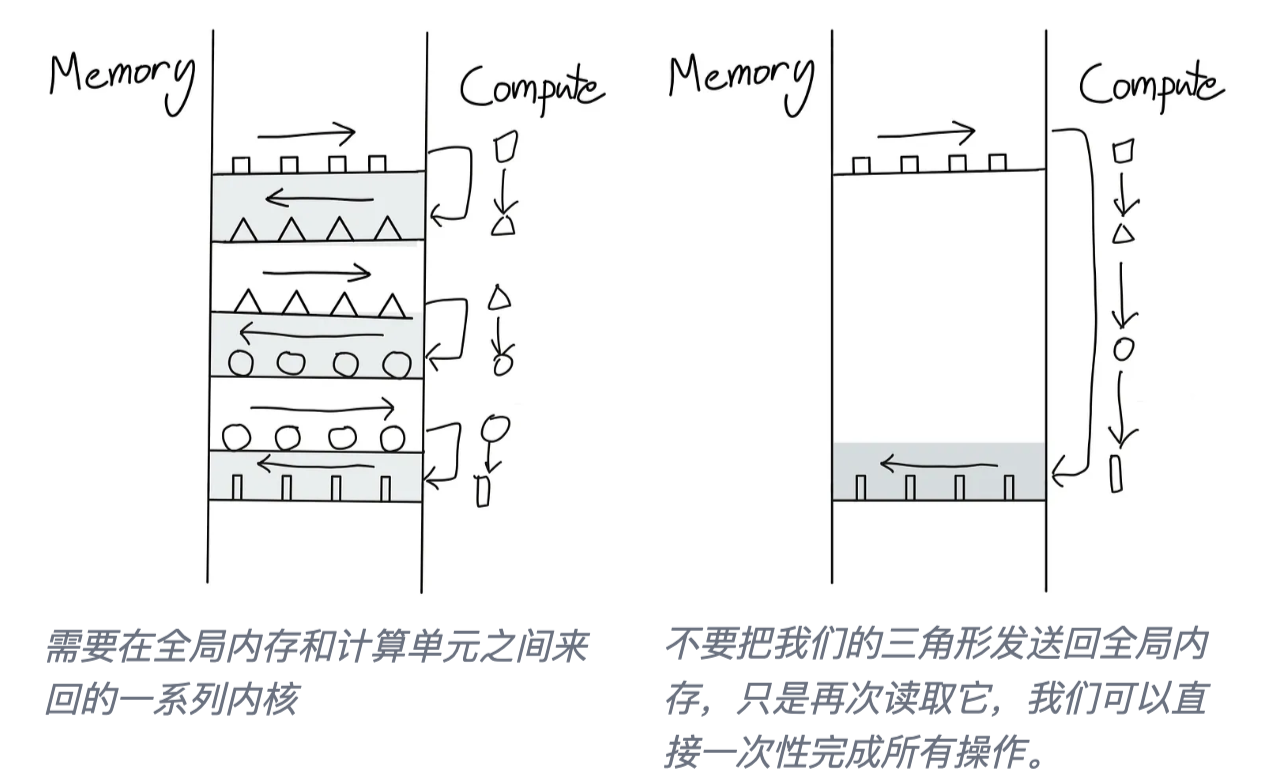 Memory
Compute
需要在全局内存和计算单元之间来
回的一系列内核
Memory
Compute
不要把我们的三角形发送回全局内
存，只是再次读取它，我们可以直
接一次性完成所有操作。